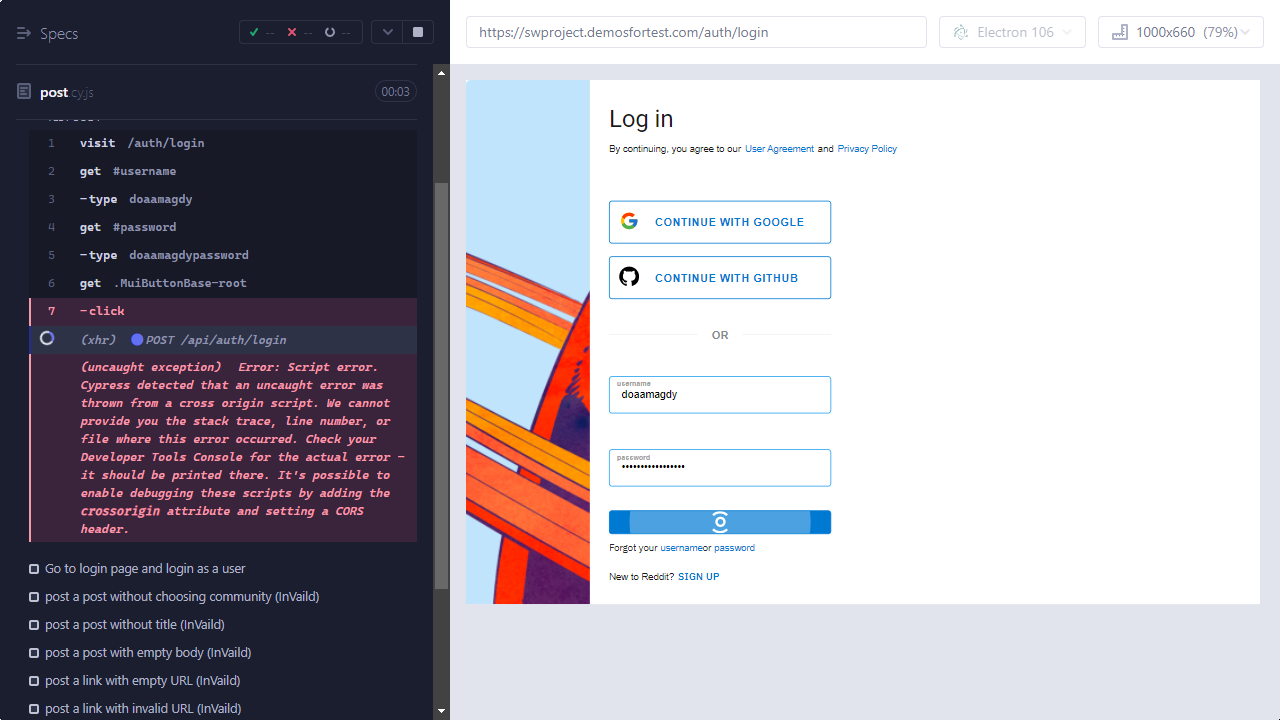 Specs
-- -- --
post.cy.js
00:03
1 visit /auth/login
2 get #username
3 -type doaamagdy
4 get #password
5 -type doaamagdypassword
6 get .MuiButtonBase-root
7 -click
(xhr) POST /api/auth/login
(uncaught exception) Error: Script error.
Cypress detected that an uncaught error was
thrown from a cross origin script. We cannot
provide you the stack trace, line number, or
file where this error occurred. Check your
Developer Tools Console for the actual error -
it should be printed there. It's possible to
enable debugging these scripts by adding the
crossorigin attribute and setting a CORS
header.
Go to login page and login as a user
post a post without choosing community (InVaild)
post a post without title (InVaild)
post a post with empty body (InVaild)
post a link with empty URL (InVaild)
post a link with invalid URL (InVaild)
https://swproject.demosfortest.com/auth/login
Electron 106
1000x660 (79%)
Log in
By continuing, you agree to our User Agreement and Privacy Policy
CONTINUE WITH GOOGLE
CONTINUE WITH GITHUB
OR
username
doaamagdy
password
•••••••••••••••••
Forgot your usernameor password
New to Reddit? SIGN UP